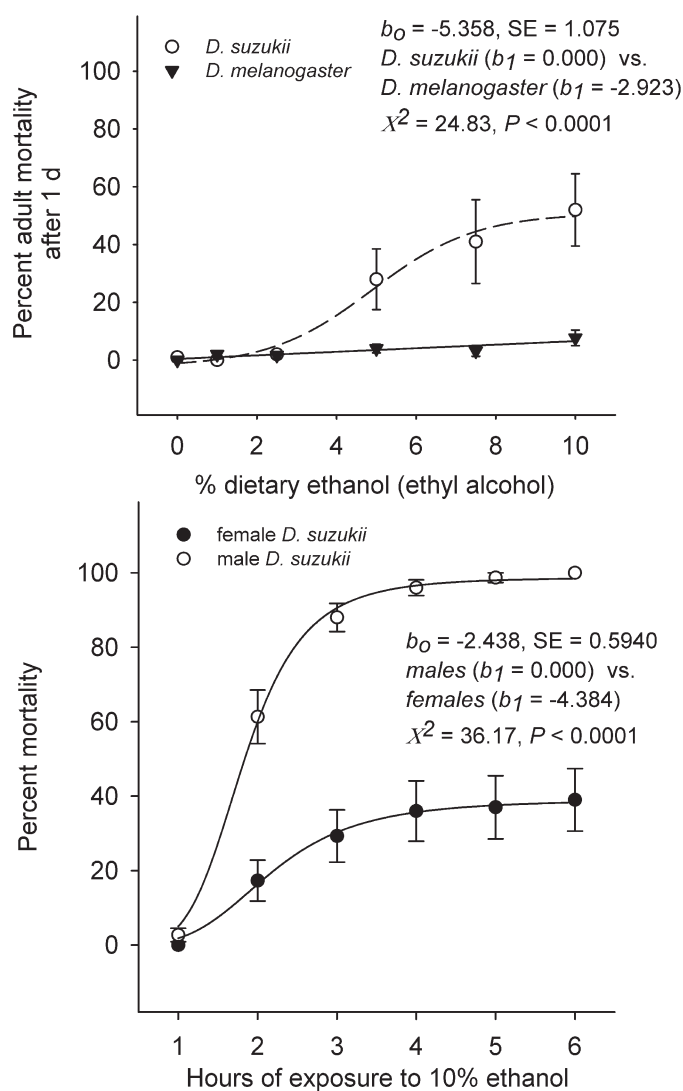 D. suzukii
D. melanogaster
bo = -5.358, SE = 1.075
D. suzukii (b1 = 0.000) vs.
D. melanogaster (b1 = -2.923)
X2 = 24.83, P < 0.0001
Percent adult mortality
after 1 d
100
80
60
40
20
0
0 2 4 6 8 10
% dietary ethanol (ethyl alcohol)
female D. suzukii
male D. suzukii
bo = -2.438, SE = 0.5940
males (b1 = 0.000) vs.
females (b1 = -4.384)
X2 = 36.17, P < 0.0001
Percent mortality
100
80
60
40
20
0
1 2 3 4 5 6
Hours of exposure to 10% ethanol